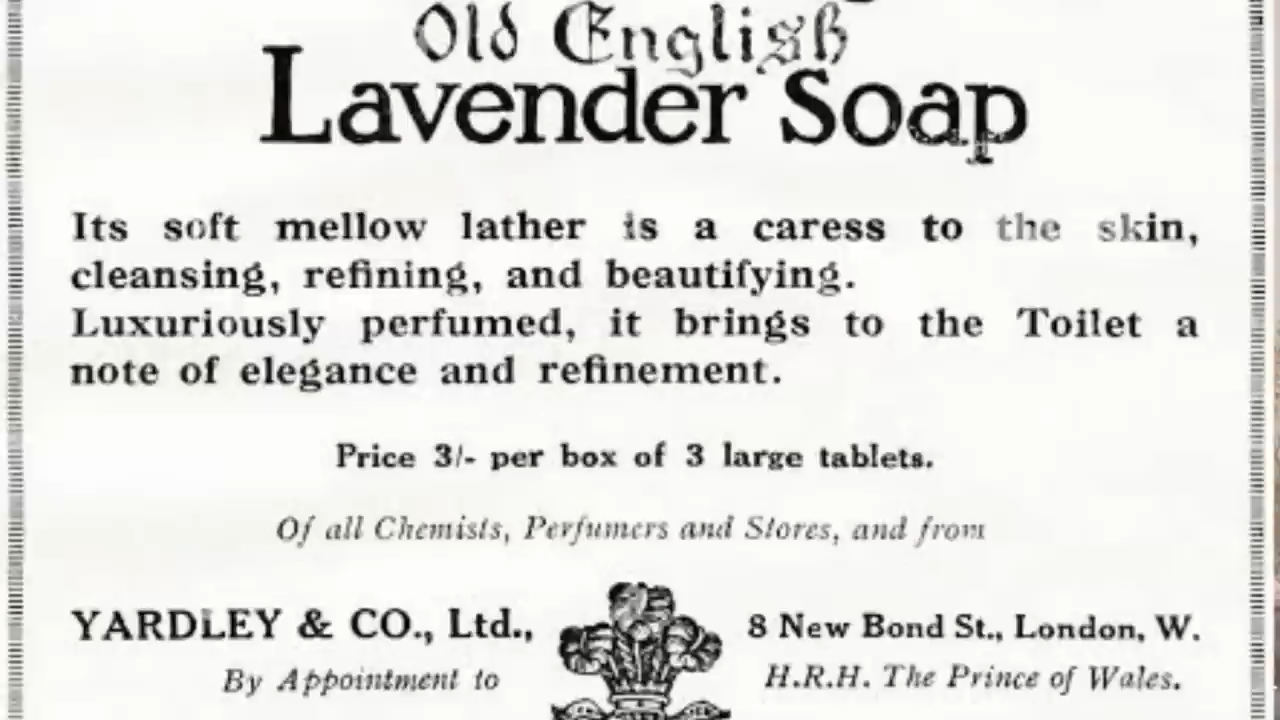 Old English
Lavender Soap
Its soft mellow lather is a caress to the skin,
cleansing, refining, and beautifying.
Luxuriously perfumed, it brings to the Toilet a
note of elegance and refinement.
Price 3/- per box of 3 large tablets.
Of all Chemists, Perfumers and Stores, and from
YARDLEY & CO., Ltd., 8 New Bond St., London, W.
By Appointment to H.R.H. The Prince of Wales.